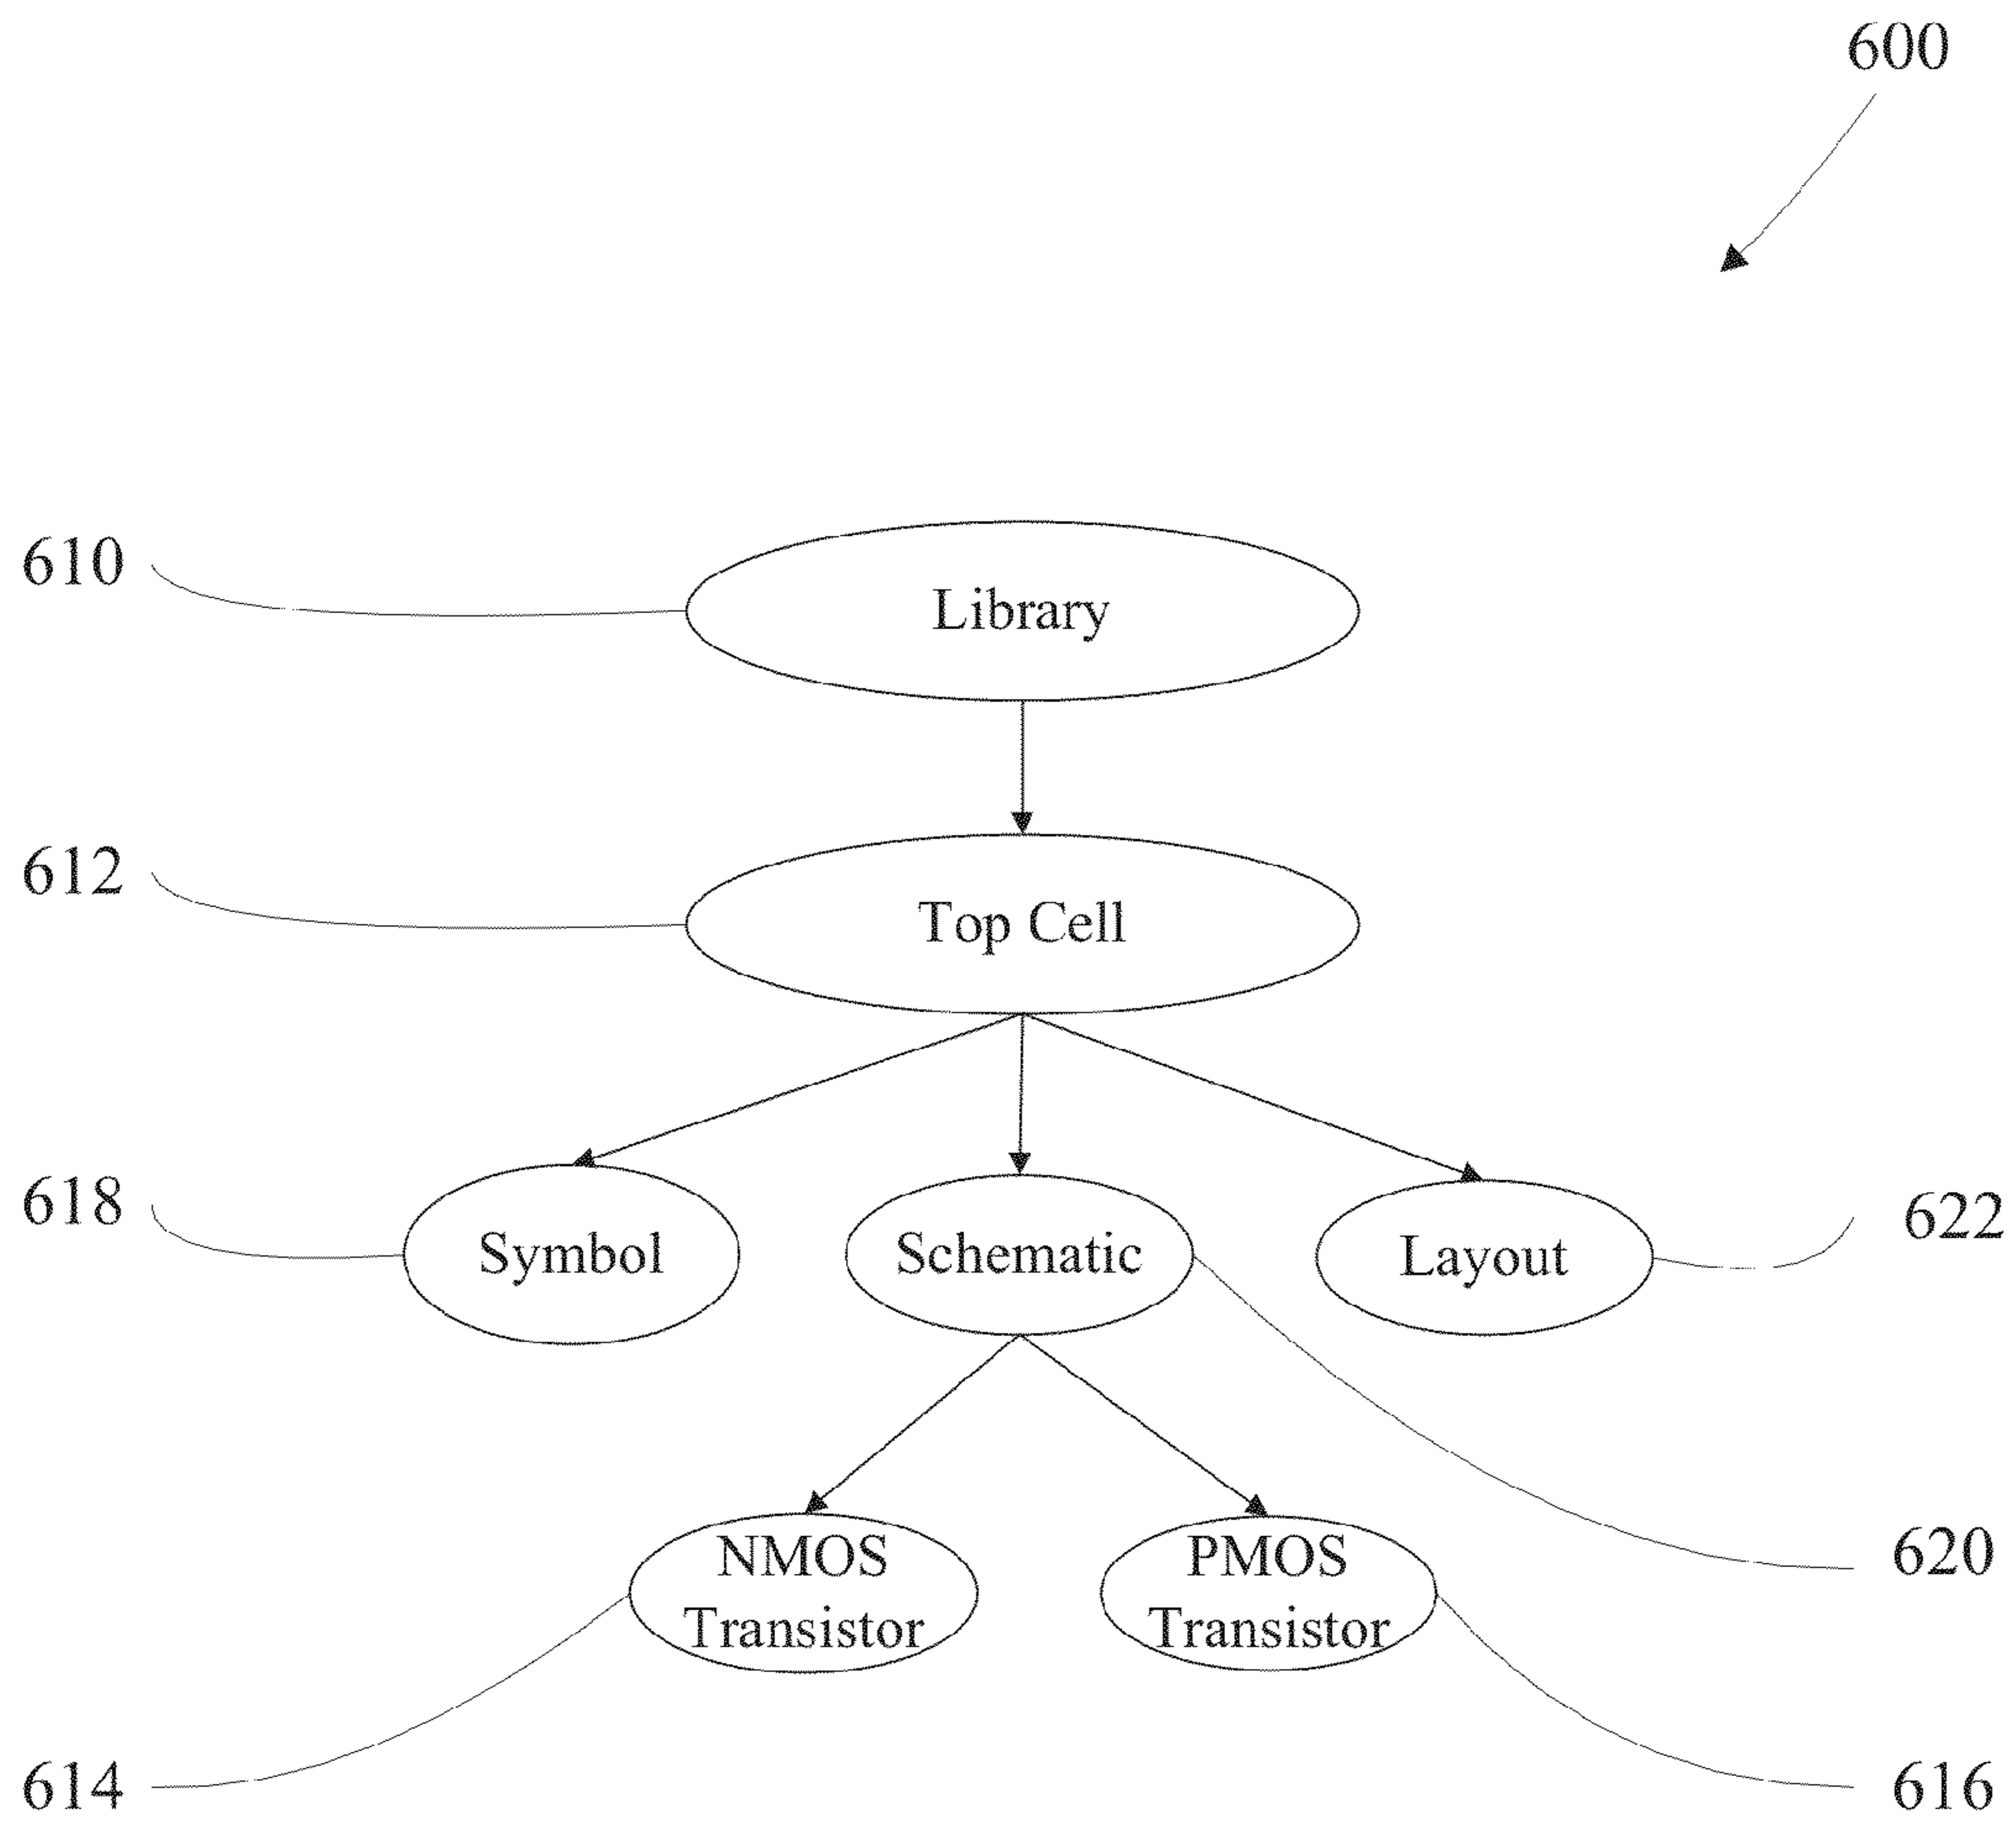 600
610
Library
612
Top Cell
618
Symbol
Schematic
Layout
622
NMOS
Transistor
PMOS
Transistor
620
614
616